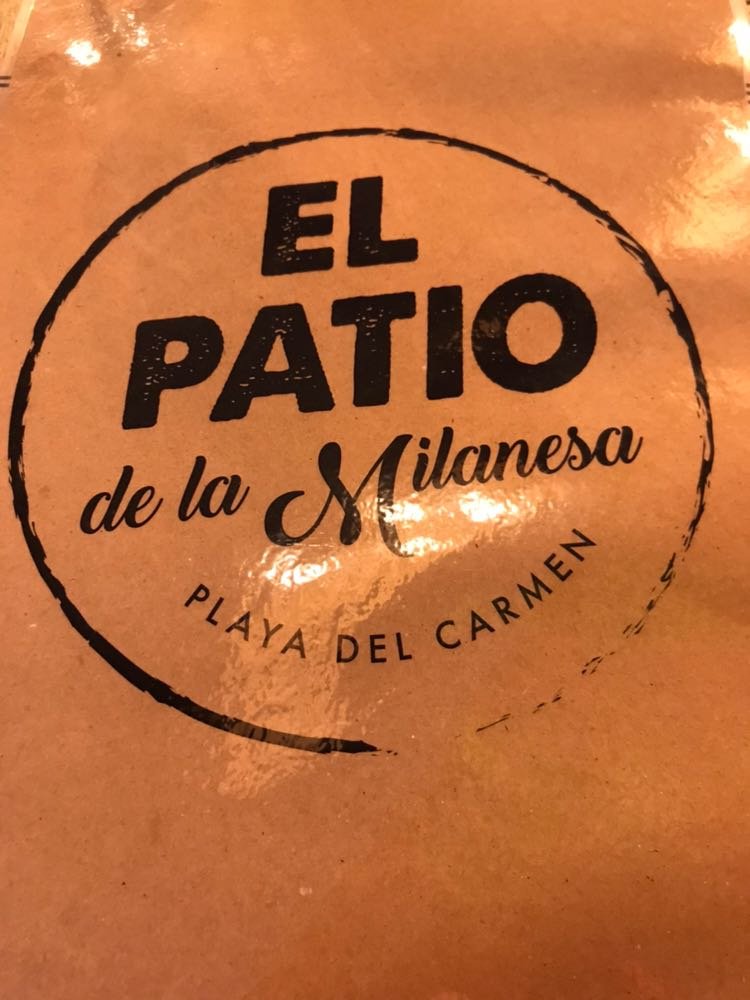 EL
PATIO
de la Milanesa
PLAYA DEL CARMEN